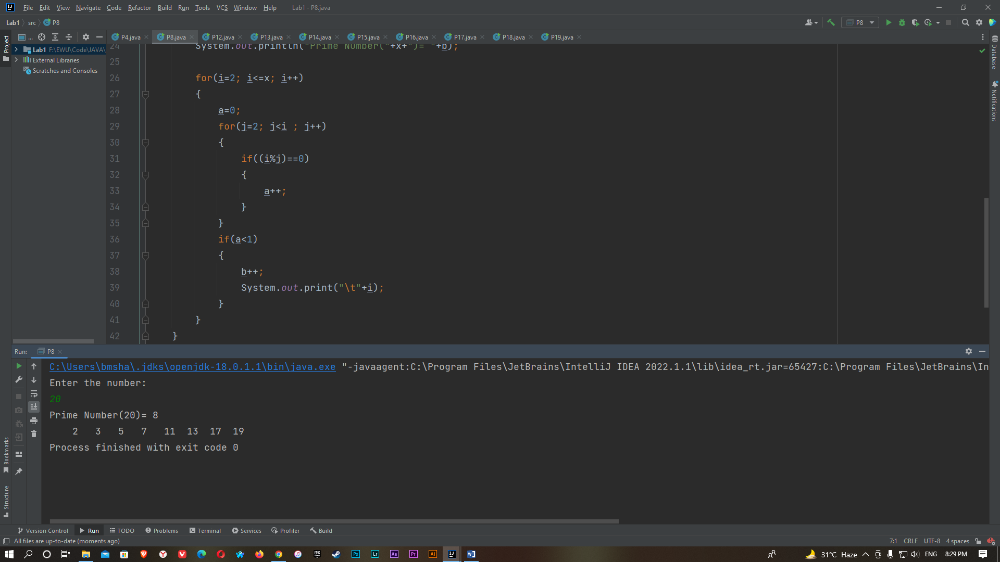 File Edit View Navigate Code Refactor Build Run Tools VCS Window Help Lab1 - P8.java
Lab1 src P8 P8
Project ... P4.java P8.java P12.java P13.java P14.java P15.java P16.java P17.java P18.java P19.java
Lab1 F:\EWU\Code\JAVA\
External Libraries
Scratches and Consoles
24 System.out.println("Prime Number("+x+")= "+b);
25
26 for(i=2; i<=x; i++)
27 {
28 a=0;
29 for(j=2; j<i ; j++)
30 {
31 if((i%j)==0)
32 {
33 a++;
34 }
35 }
36 if(a<1)
37 {
38 b++;
39 System.out.print("\t"+i);
40 }
41 }
42 }
Database
Notifications
Run: P8
C:\Users\bmsha\.jdks\openjdk-18.0.1.1\bin\java.exe "-javaagent:C:\Program Files\JetBrains\IntelliJ IDEA 2022.1.1\lib\idea_rt.jar=65427:C:\Program Files\JetBrains\In
Enter the number:
20
Prime Number(20)= 8
2 3 5 7 11 13 17 19
Process finished with exit code 0
Bookmarks
Structure
Version Control Run TODO Problems Terminal Services Profiler Build
All files are up-to-date (moments ago) 7:1 CRLF UTF-8 4 spaces
EPIC Ps Lr Ae Pr Ai IJ 31°C Haze ENG 8:29 PM